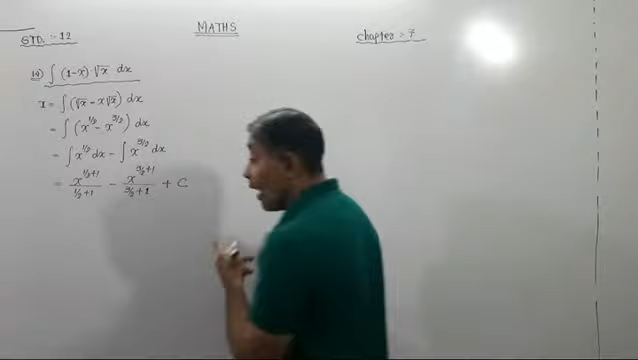 STD :- 12
MATHS
chapter :- 7
14) ∫ (1-x)·√x dx
I = ∫ (√x - x√x) dx
= ∫ (x^1/2 - x^3/2) dx
= ∫ x^1/2 dx - ∫ x^3/2 dx
= x^1/2+1 / 1/2+1 - x^3/2+1 / 3/2+1 + C